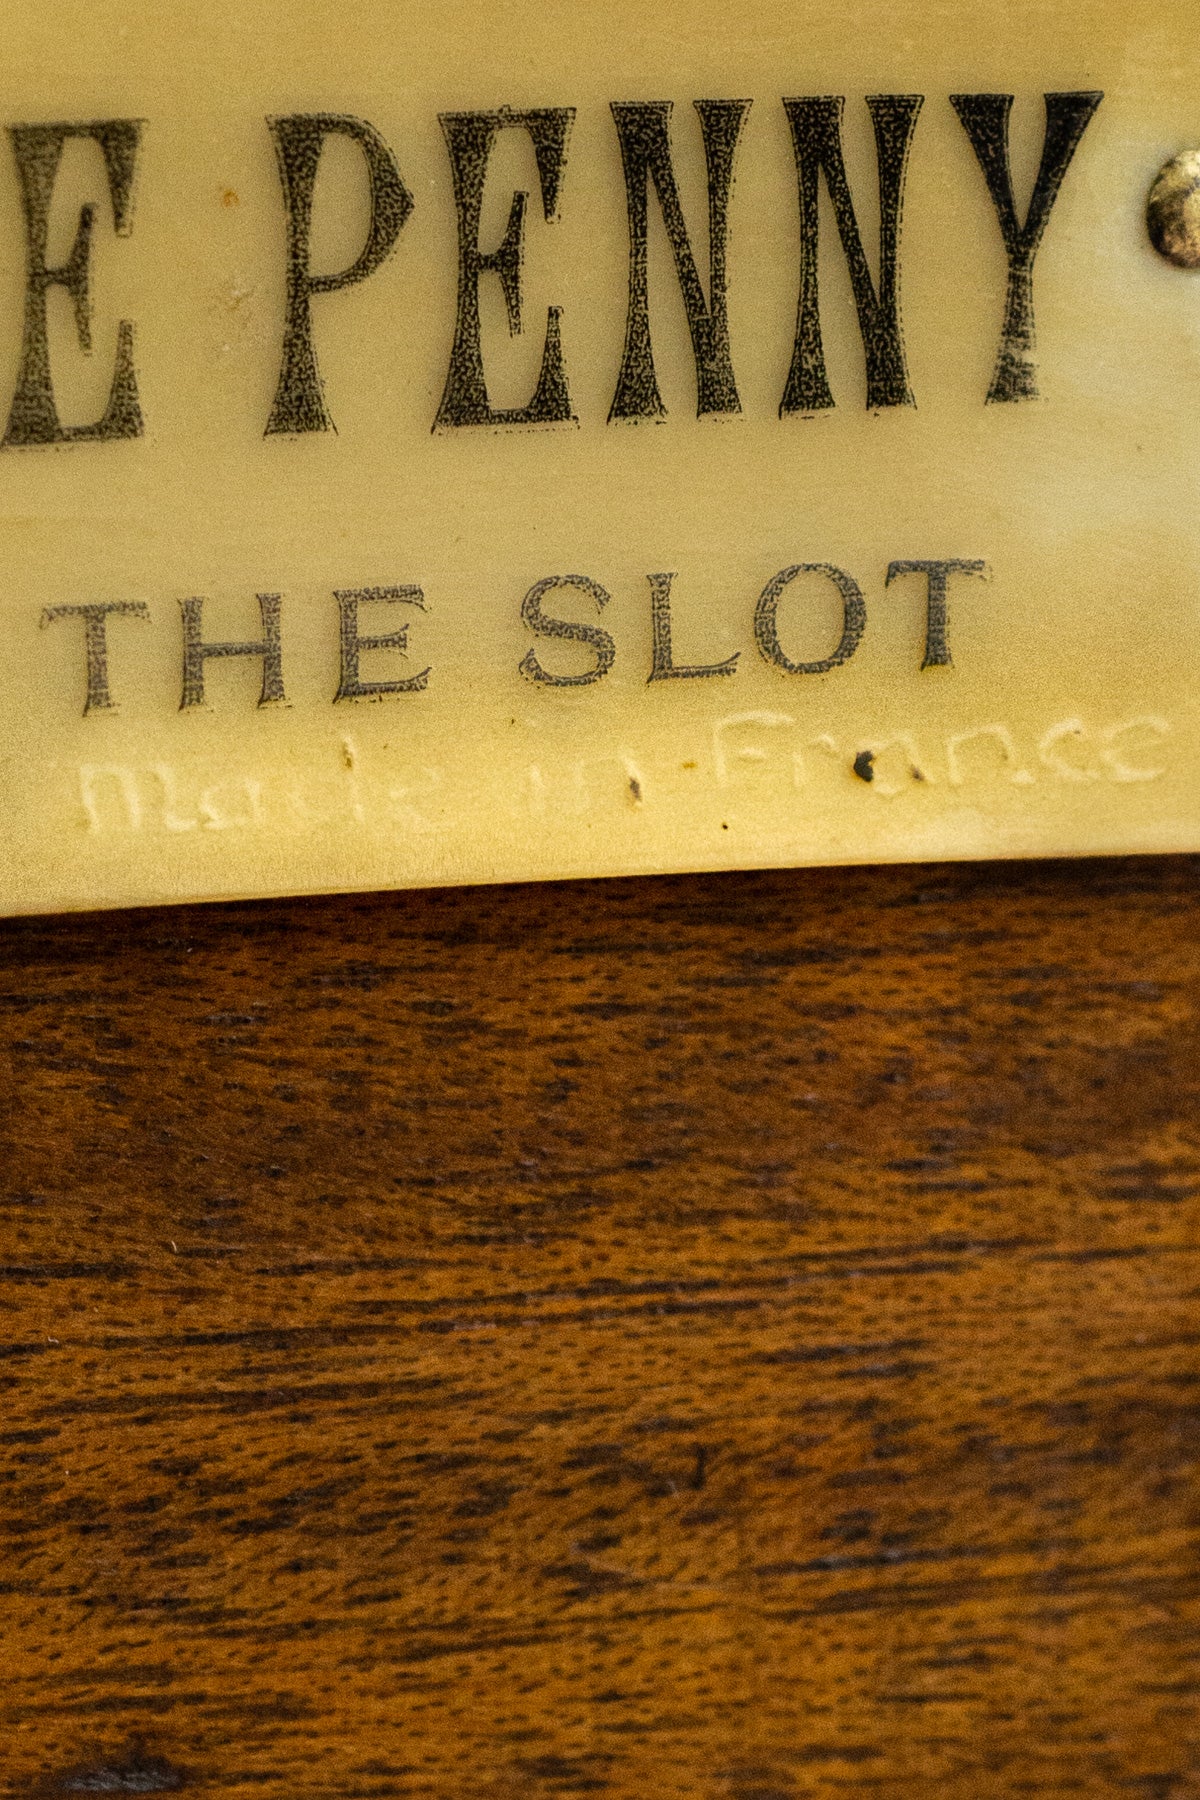 E PENNY
THE SLOT
Made in France